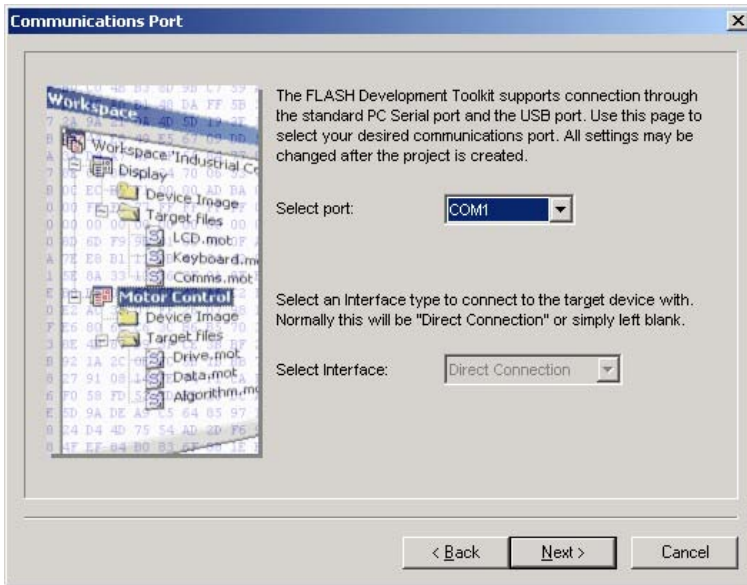 Communications Port
Workspace
Workspace 'Industrial Co
Display
Device Image
Target files
LCD.mot
Keyboard.m
Comms.mot
Motor Control
Device Image
Target files
Drive.mot
Data.mot
Algorithm.mo
The FLASH Development Toolkit supports connection through
the standard PC Serial port and the USB port. Use this page to
select your desired communications port. All settings may be
changed after the project is created.
Select port:
COM1
Select an Interface type to connect to the target device with.
Normally this will be "Direct Connection" or simply left blank.
Select Interface:
Direct Connection
< Back
Next >
Cancel